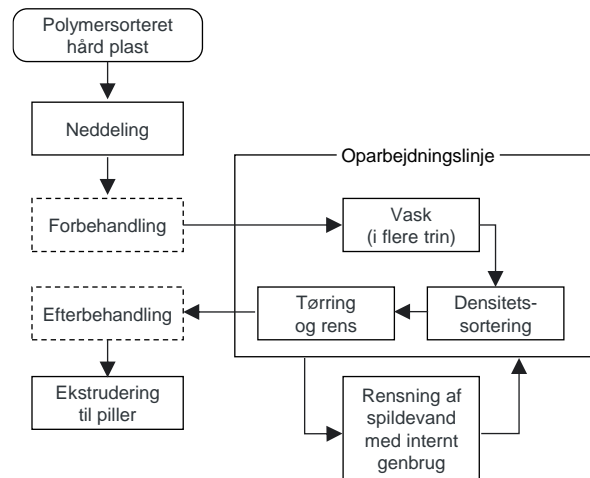 Polymersorteret
hård plast
Neddeling
Oparbejdningslinje
Forbehandling
Vask
(i flere trin)
Efterbehandling
Tørring
og rens
Densitets-
sortering
Ekstrudering
til piller
Rensning af
spildevand
med internt
genbrug